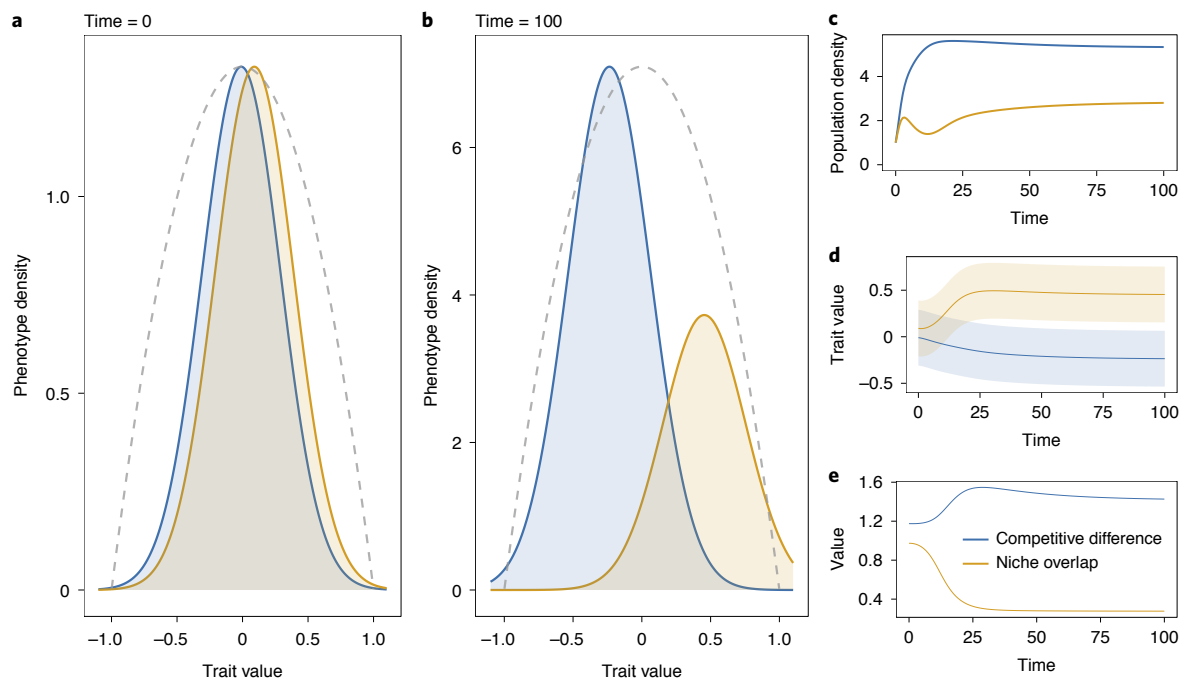 a
Time = 0
Phenotype density
1.0
0.5
0
−1.0 −0.5 0 0.5 1.0
Trait value
b
Time = 100
Phenotype density
6
4
2
0
−1.0 −0.5 0 0.5 1.0
Trait value
c
Population density
4
2
0
0 25 50 75 100
Time
d
Trait value
0.5
0
−0.5
0 25 50 75 100
Time
e
Value
1.6
1.2
0.8
0.4
Competitive difference
Niche overlap
0 25 50 75 100
Time